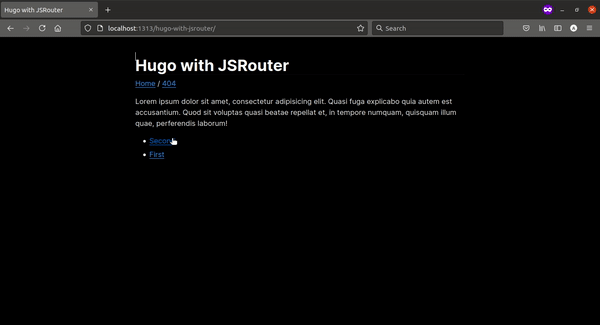 Hugo with JSRouter
localhost:1313/hugo-with-jsrouter/
Search
Hugo with JSRouter
Home / 404
Lorem ipsum dolor sit amet, consectetur adipisicing elit. Quasi fuga explicabo quia autem est
accusantium. Quod sit voluptas quasi beatae repellat et, in tempore numquam, quisquam illum
quae, perferendis laborum!
Second
First